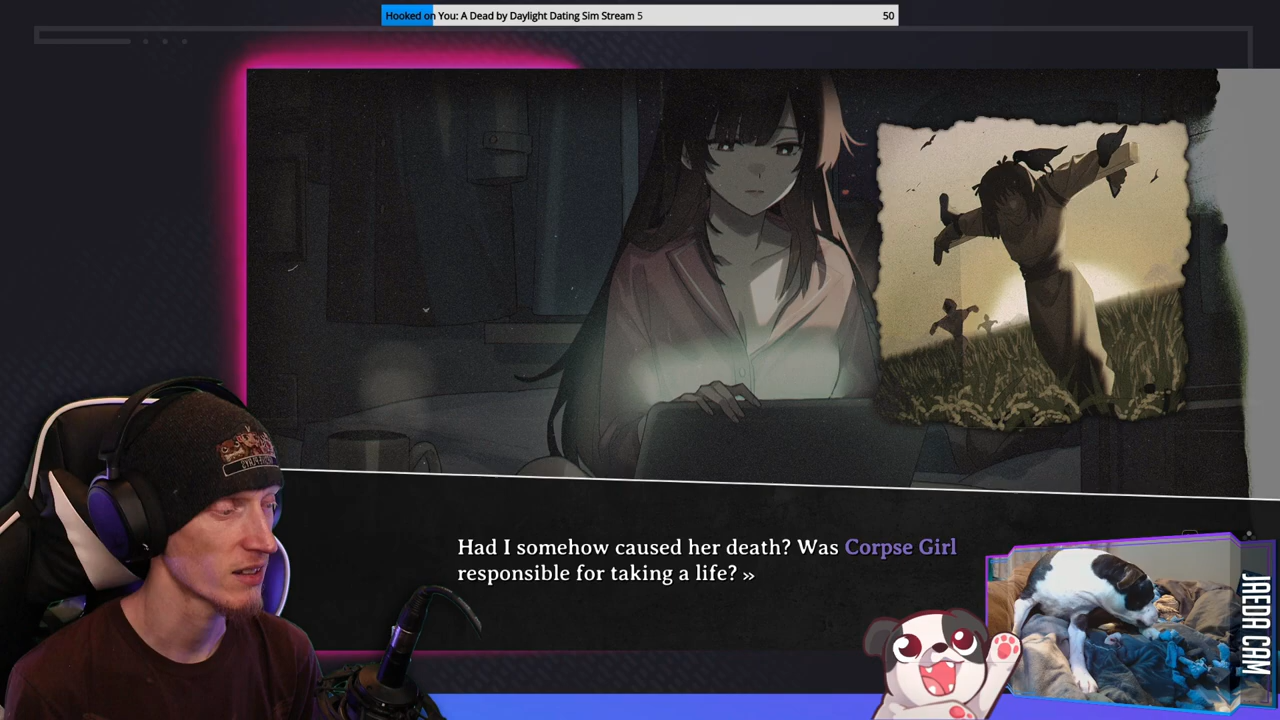 Hooked on You: A Dead by Daylight Dating Sim Stream 5
50
Had I somehow caused her death? Was Corpse Girl
responsible for taking a life? »
JAEDA CAM